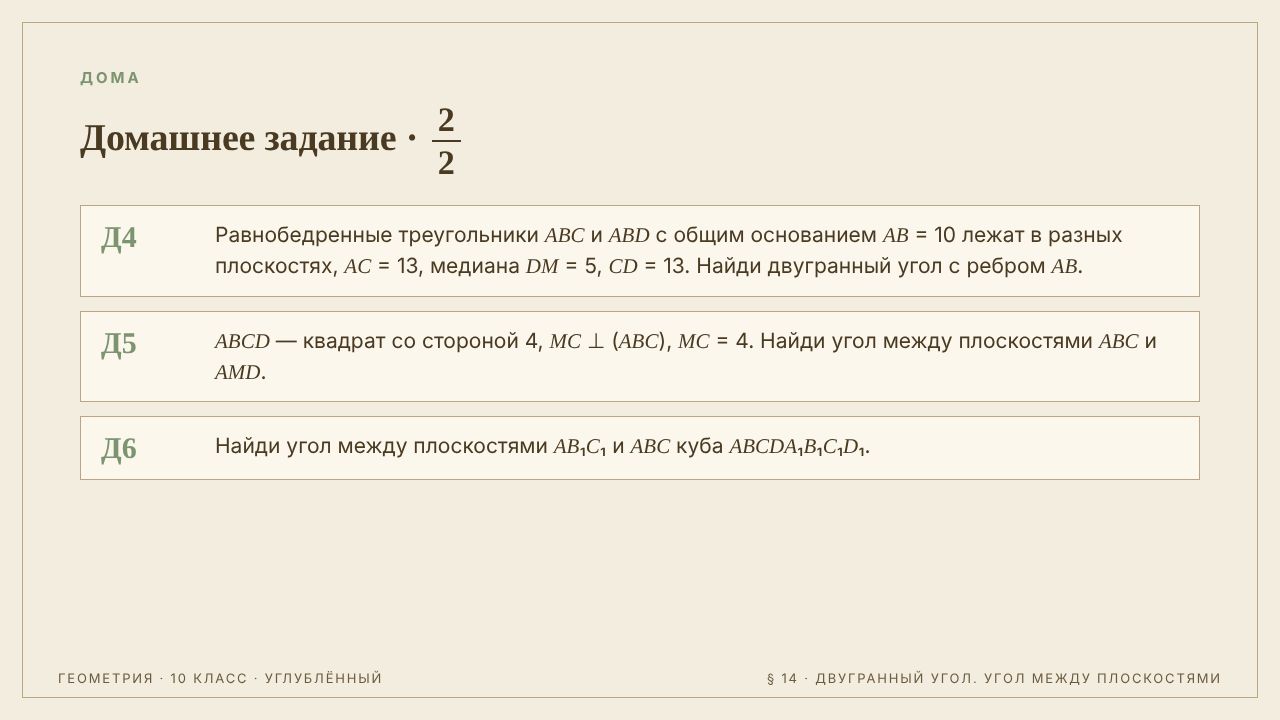 ДОМА
Домашнее задание · 2/2
Д4
Равнобедренные треугольники ABC и ABD с общим основанием AB = 10 лежат в разных
плоскостях, AC = 13, медиана DM = 5, CD = 13. Найди двугранный угол с ребром AB.
Д5
ABCD — квадрат со стороной 4, MC ⊥ (ABC), MC = 4. Найди угол между плоскостями ABC и
AMD.
Д6
Найди угол между плоскостями AB₁C₁ и ABC куба ABCDA₁B₁C₁D₁.
ГЕОМЕТРИЯ · 10 КЛАСС · УГЛУБЛЁННЫЙ
§ 14 · ДВУГРАННЫЙ УГОЛ. УГОЛ МЕЖДУ ПЛОСКОСТЯМИ